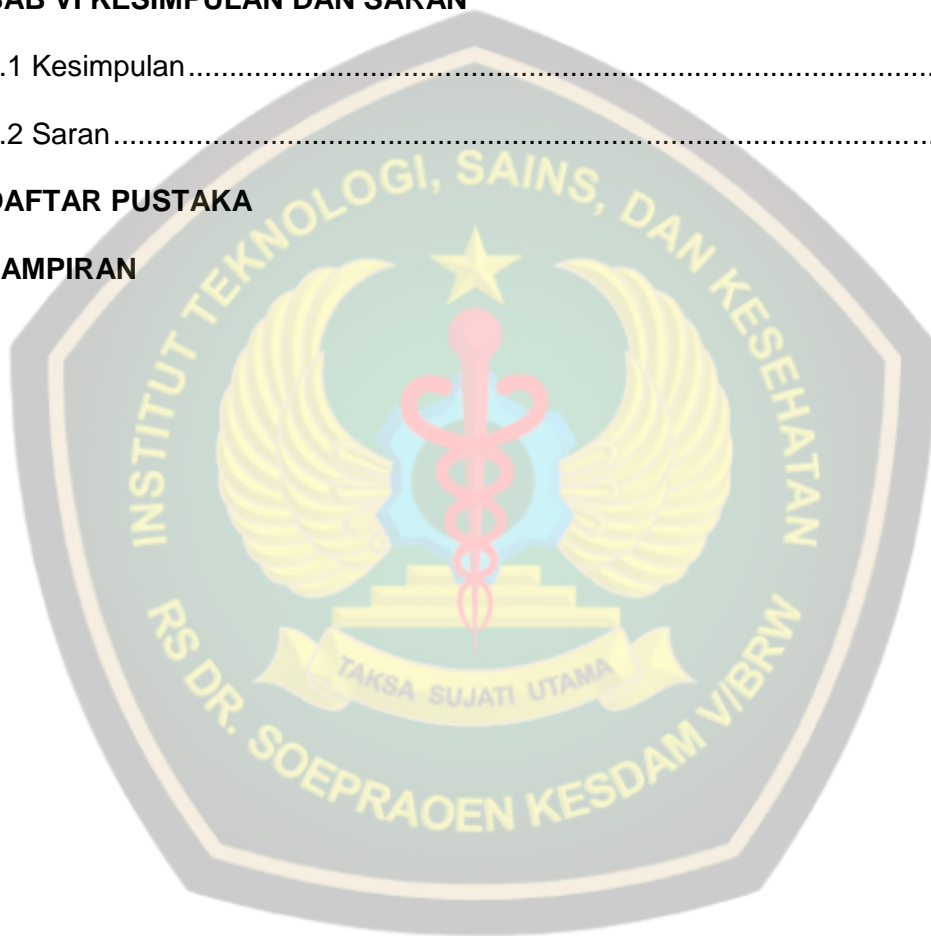 BAB VI KESIMPULAN DAN SARAN
.1 Kesimpulan........................................................................................
.2 Saran.................................................................................................
DAFTAR PUSTAKA
AMPIRAN
INSTITUT TEKNOLOGI, SAINS, DAN KESEHATAN
TAKSA SUJATI UTAMA
RS DR. SOEPRAOEN KESDAM V/BRW